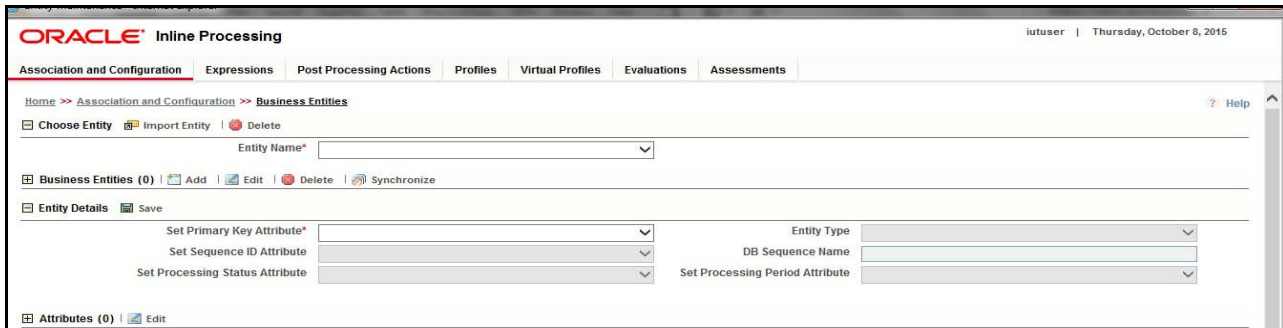 ORACLE® Inline Processing
iutuser | Thursday, October 8, 2015
Association and Configuration Expressions Post Processing Actions Profiles Virtual Profiles Evaluations Assessments
Home >> Association and Configuration >> Business Entities
? Help
Choose Entity Import Entity | Delete
Entity Name*
Business Entities (0) | Add | Edit | Delete | Synchronize
Entity Details Save
Set Primary Key Attribute* Entity Type
Set Sequence ID Attribute DB Sequence Name
Set Processing Status Attribute Set Processing Period Attribute
Attributes (0) | Edit